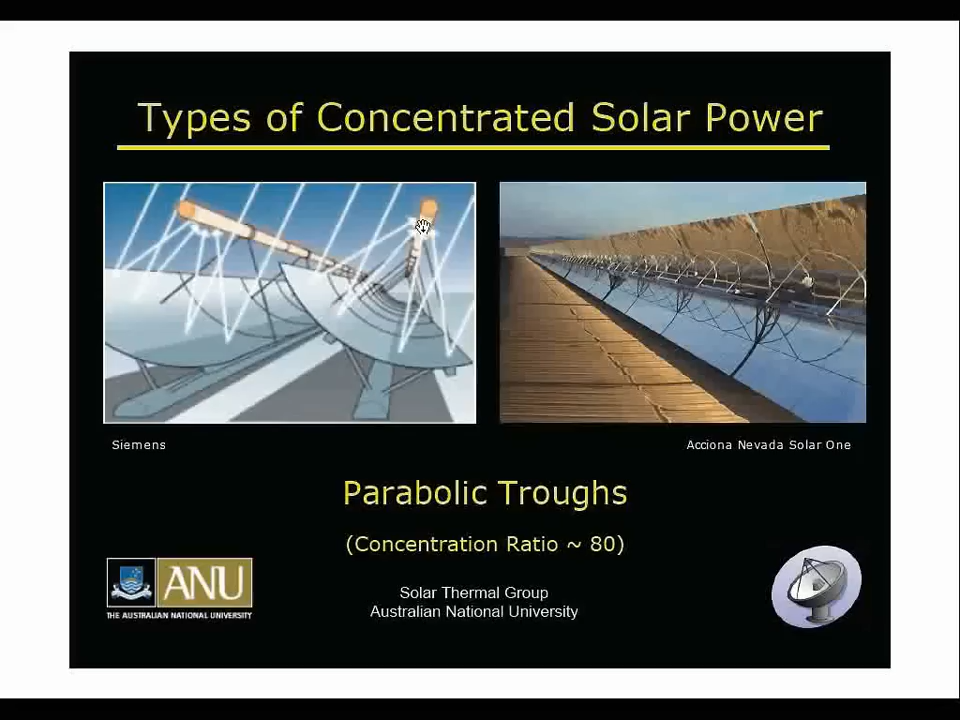 Types of Concentrated Solar Power
Siemens
Acciona Nevada Solar One
Parabolic Troughs
(Concentration Ratio ~ 80)
ANU
THE AUSTRALIAN NATIONAL UNIVERSITY
Solar Thermal Group
Australian National University